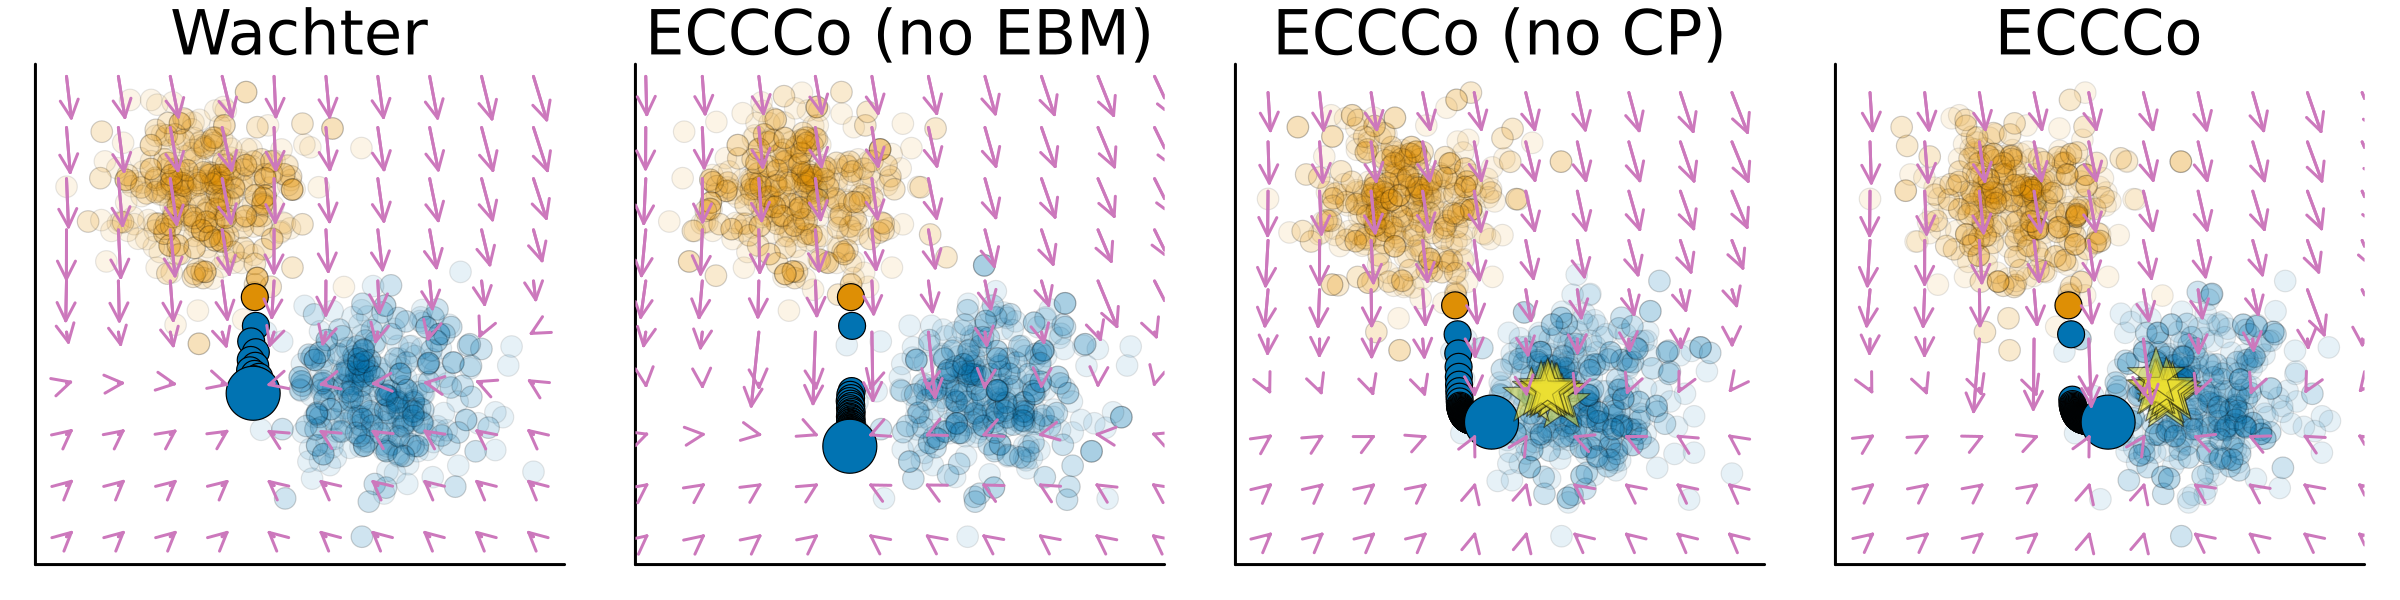 Wachter
ECCCo (no EBM)
ECCCo (no CP)
ECCCo